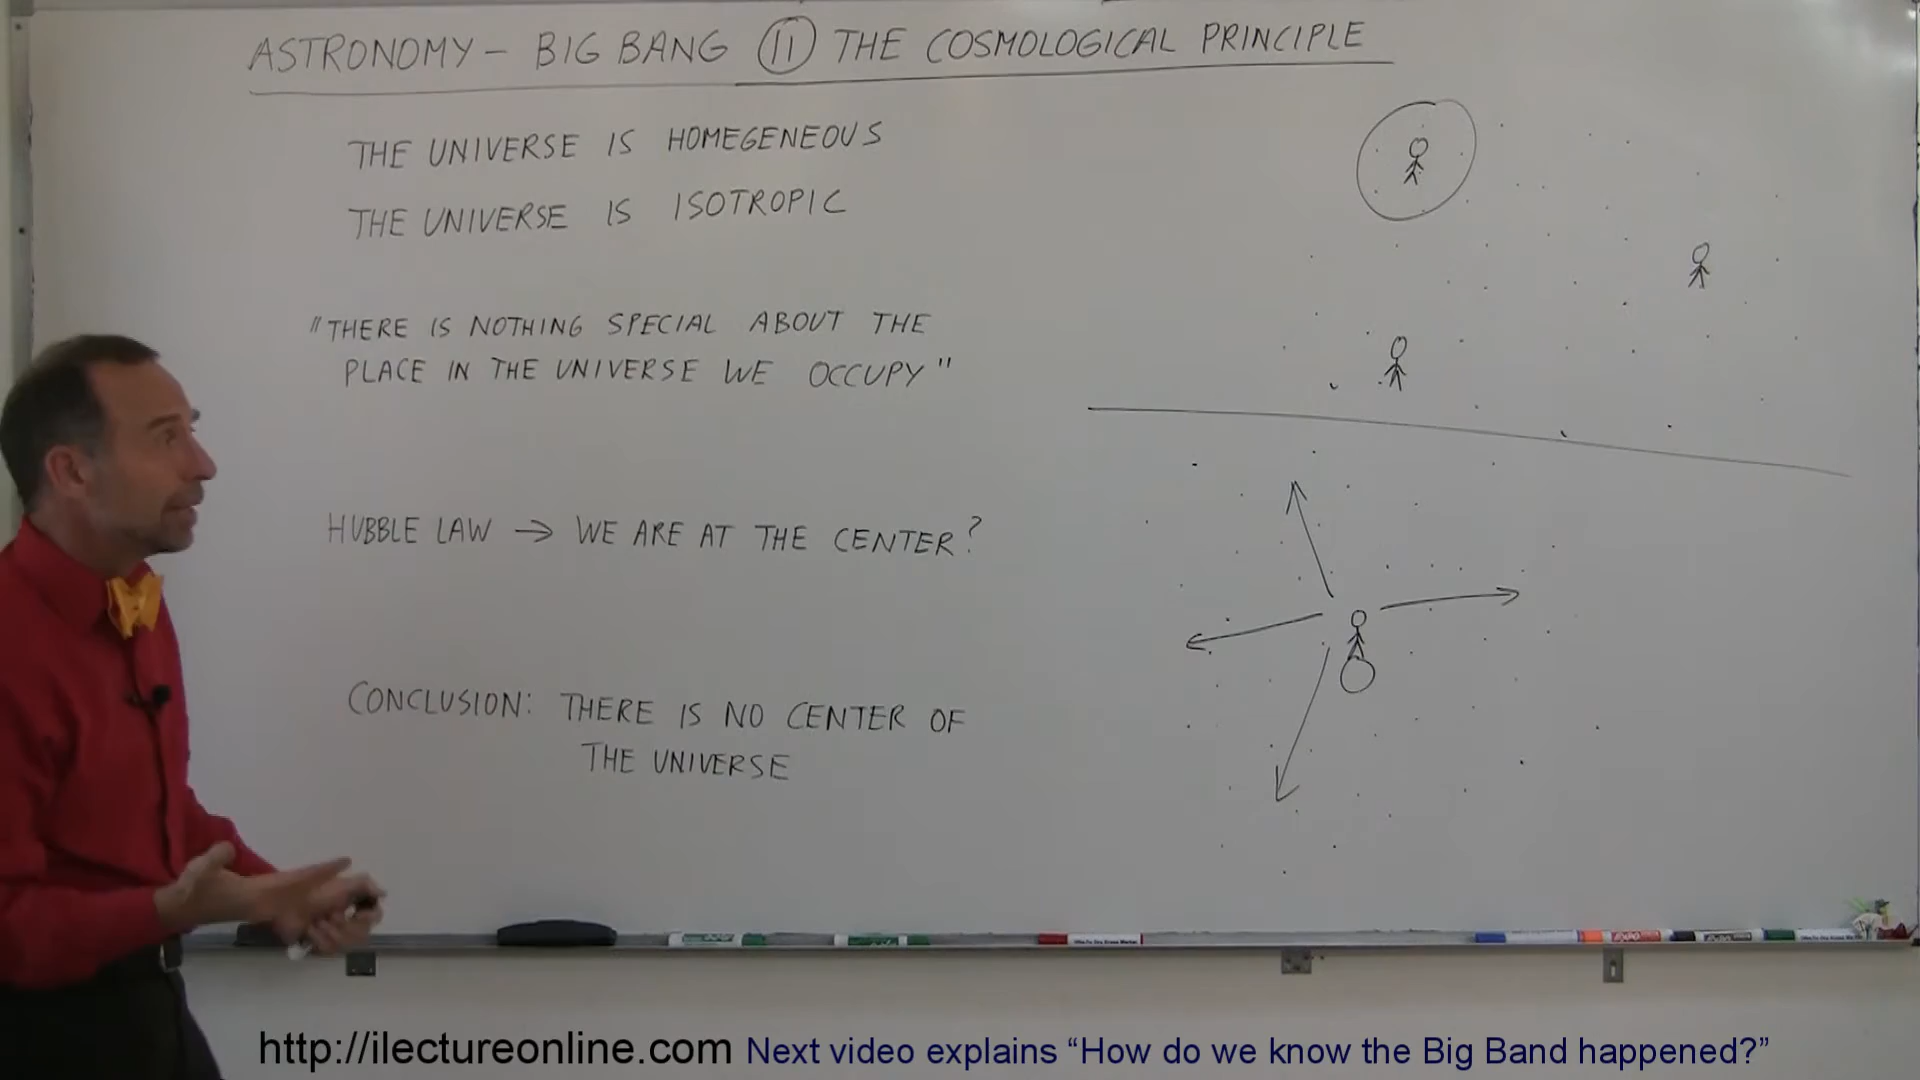 ASTRONOMY - BIG BANG 11 THE COSMOLOGICAL PRINCIPLE
THE UNIVERSE IS HOMEGENEOUS
THE UNIVERSE IS ISOTROPIC
"THERE IS NOTHING SPECIAL ABOUT THE
PLACE IN THE UNIVERSE WE OCCUPY"
HUBBLE LAW → WE ARE AT THE CENTER?
CONCLUSION: THERE IS NO CENTER OF
THE UNIVERSE
http://ilectureonline.com Next video explains “How do we know the Big Band happened?”